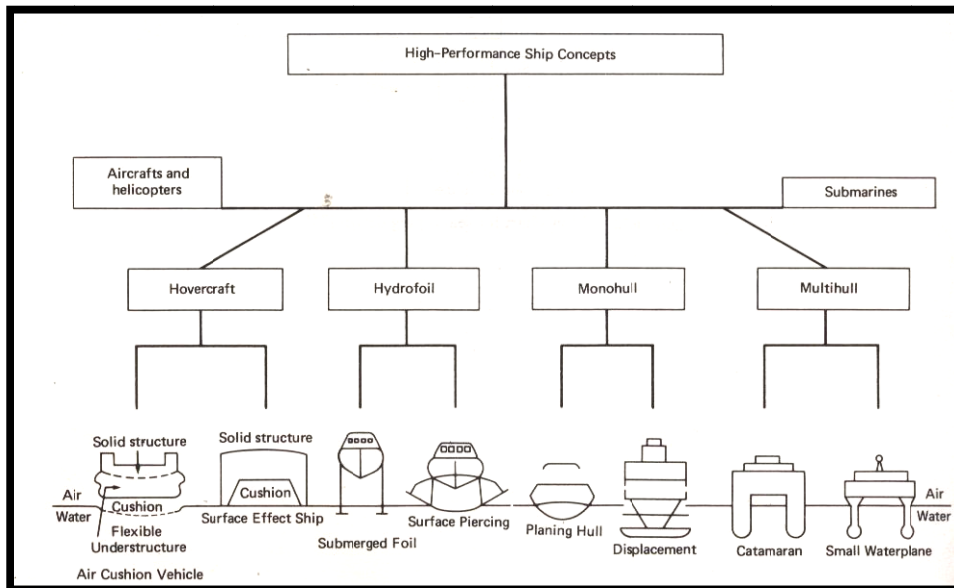 High-Performance Ship Concepts
Aircrafts and
helicopters
Submarines
Hovercraft
Hydrofoil
Monohull
Multihull
Solid structure
Air
Water
Cushion
Flexible
Understructure
Air Cushion Vehicle
Solid structure
Cushion
Surface Effect Ship
Submerged Foil
Surface Piercing
Planing Hull
Displacement
Catamaran
Small Waterplane
Air
Water